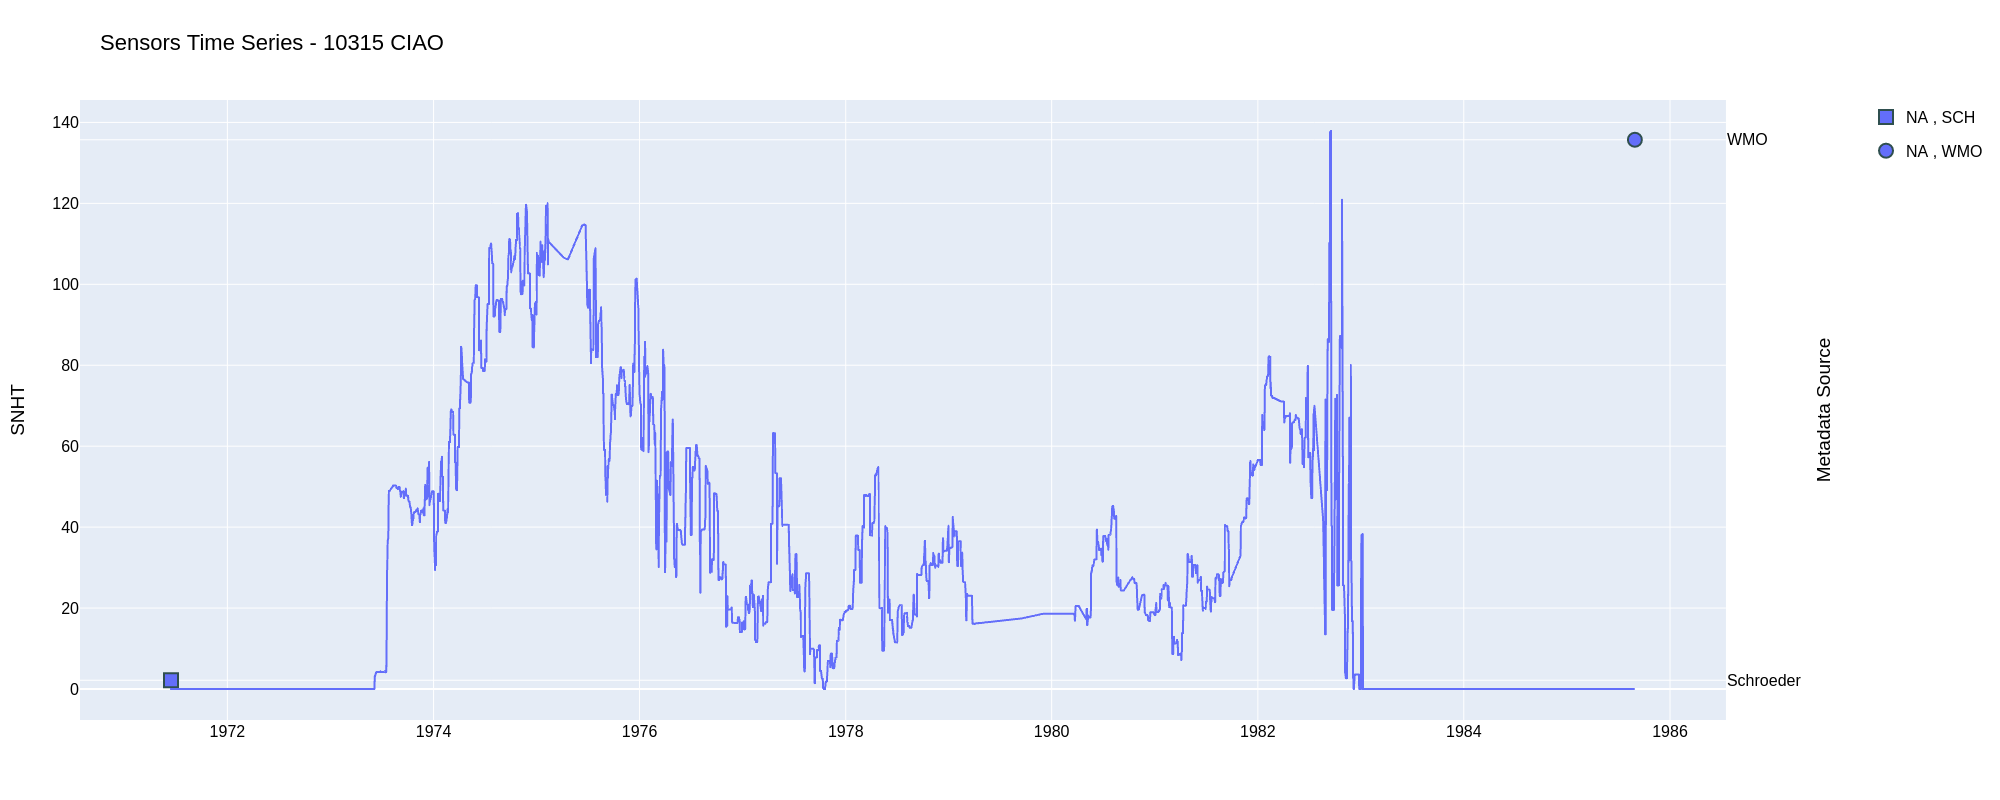 Sensors Time Series - 10315 CIAO
NA , SCH
NA , WMO
SNHT
140
120
100
80
60
40
20
0
WMO
Schroeder
Metadata Source
1972 1974 1976 1978 1980 1982 1984 1986